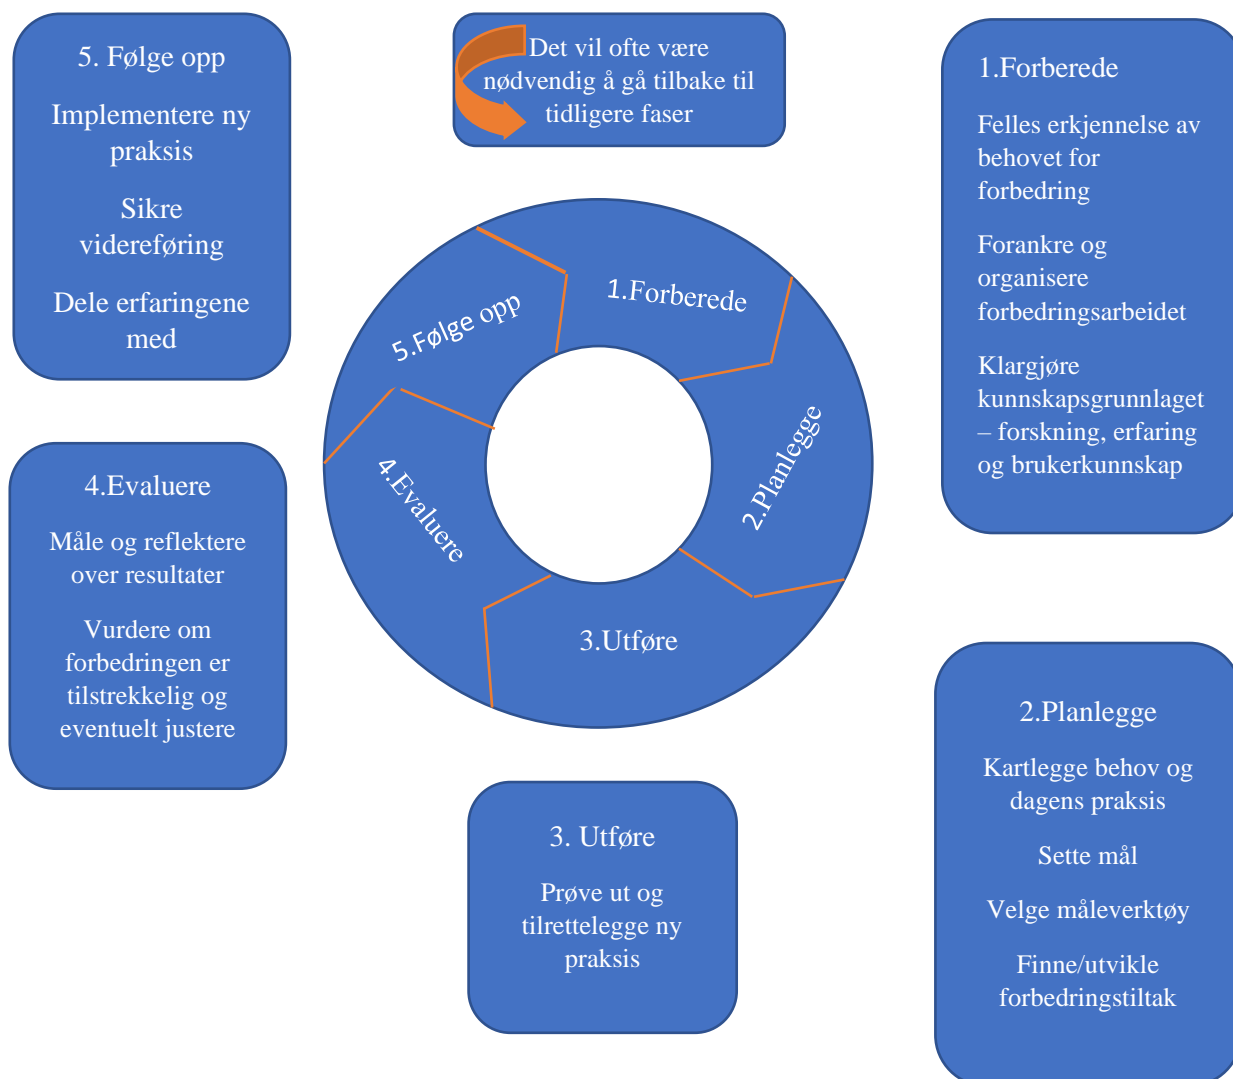 5. Følge opp
Implementere ny
praksis
Sikre
videreføring
Dele erfaringene
med
Det vil ofte være
nødvendig å gå tilbake til
tidligere faser
1.Forberede
Felles erkjennelse av
behovet for
forbedring
Forankre og
organisere
forbedringsarbeidet
Klargjøre
kunnskapsgrunnlaget
– forskning, erfaring
og brukerkunnskap
1.Forberede
2.Planlegge
3.Utføre
4.Evaluere
5.Følge opp
4.Evaluere
Måle og reflektere
over resultater
Vurdere om
forbedringen er
tilstrekkelig og
eventuelt justere
3. Utføre
Prøve ut og
tilrettelegge ny
praksis
2.Planlegge
Kartlegge behov og
dagens praksis
Sette mål
Velge måleverktøy
Finne/utvikle
forbedringstiltak